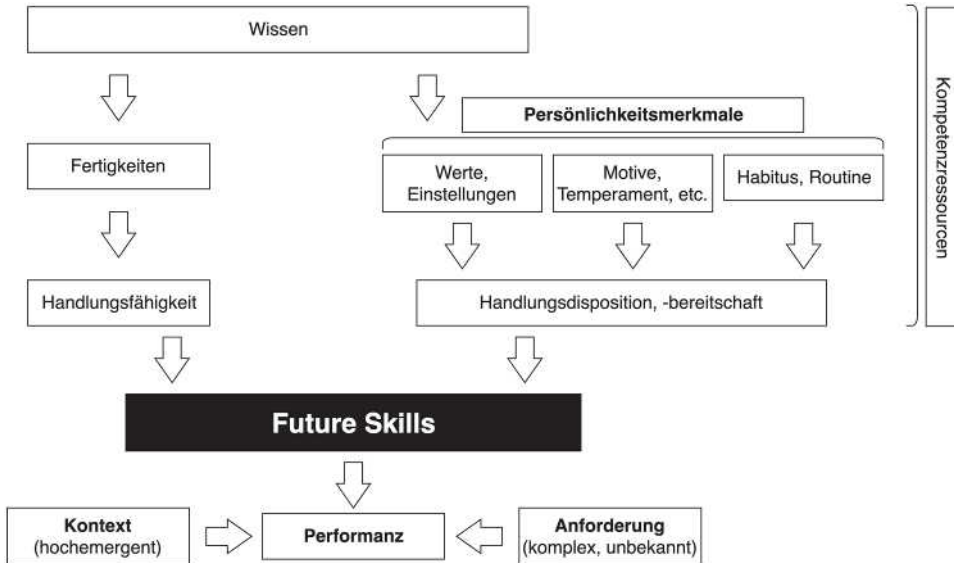 Wissen
Persönlichkeitsmerkmale
Fertigkeiten
Werte,
Einstellungen
Motive,
Temperament, etc.
Habitus, Routine
Kompetenzressourcen
Handlungsfähigkeit
Handlungsdisposition, -bereitschaft
Future Skills
Kontext
(hochemergent)
Performanz
Anforderung
(komplex, unbekannt)